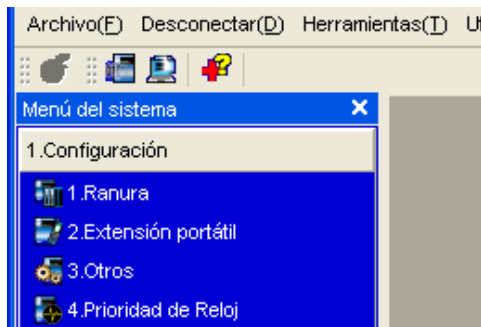 Archivo(F) Desconectar(D) Herramientas(T)
Menú del sistema
1.Configuración
1.Ranura
2.Extensión portátil
3.Otros
4.Prioridad de Reloj